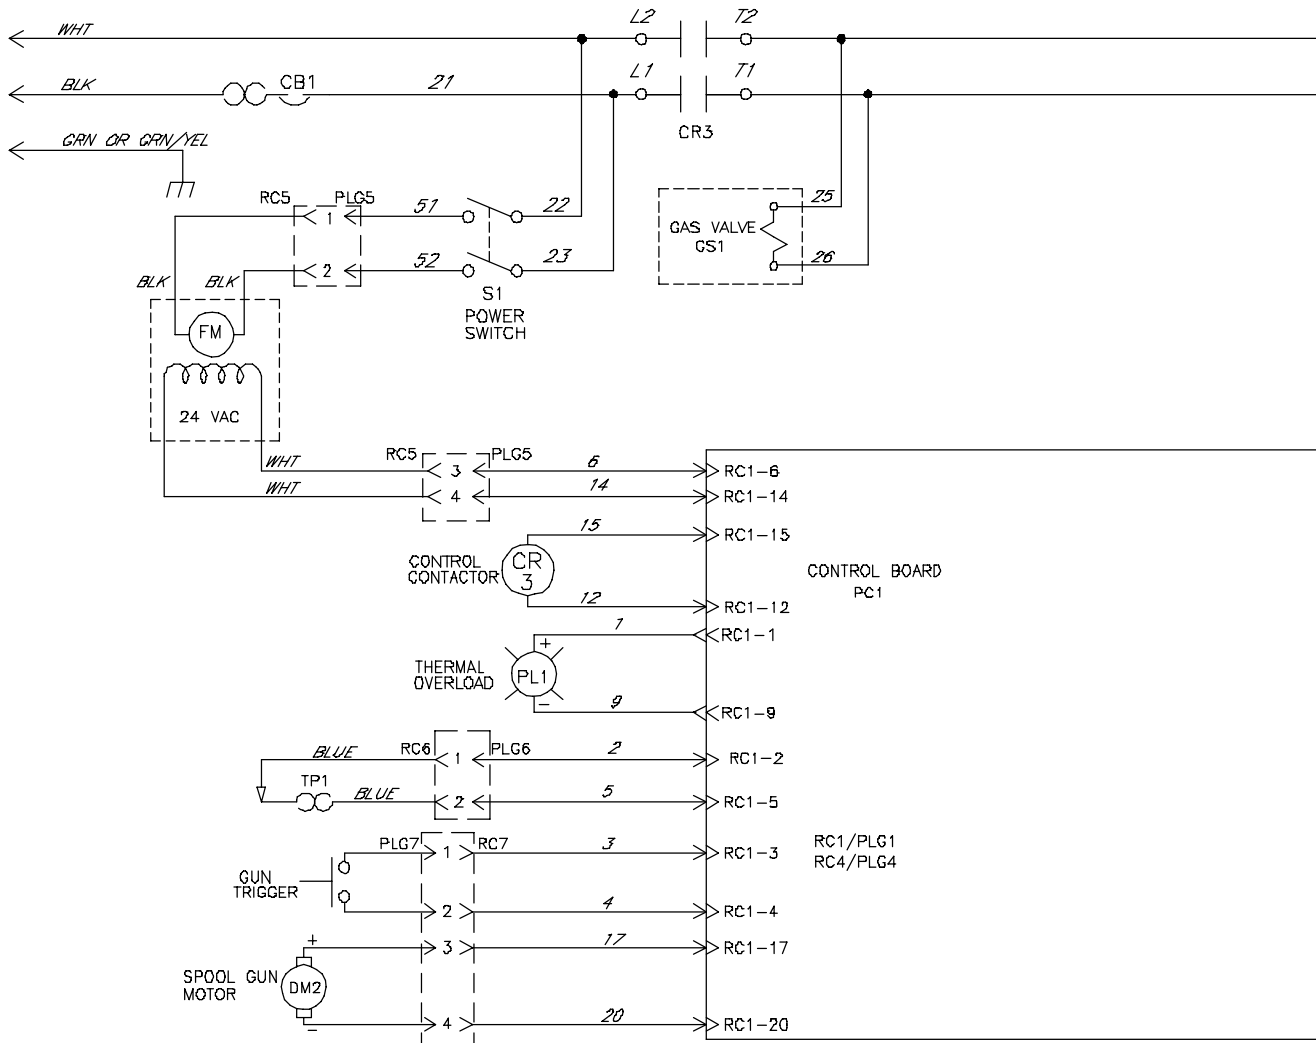 WHT
L2
T2
BLK
CB1
21
L1
T1
CR3
GRN OR GRN/YEL
RC5
PLG5
1
51
22
25
GAS VALVE
GS1
26
2
52
23
BLK
BLK
S1
POWER
SWITCH
FM
24 VAC
RC5
PLG5
WHT
3
6
RC1-6
WHT
4
14
RC1-14
15
RC1-15
CONTROL
CONTACTOR
CR
3
CONTROL BOARD
PC1
12
RC1-12
1
RC1-1
+
THERMAL
OVERLOAD
PL1
-
9
RC1-9
BLUE
RC6
1
PLG6
2
RC1-2
TP1
BLUE
2
5
RC1-5
PLG7
1
RC7
3
RC1-3
RC1/PLG1
RC4/PLG4
GUN
TRIGGER
2
4
RC1-4
+
3
17
RC1-17
SPOOL GUN
MOTOR
DM2
-
4
20
RC1-20